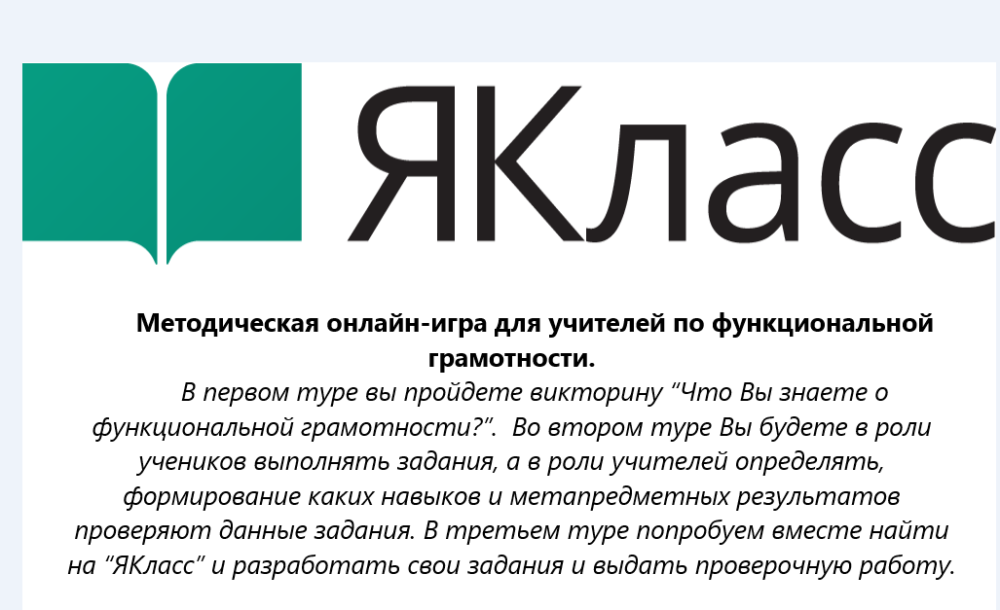 ЯКласс
Методическая онлайн-игра для учителей по функциональной
грамотности.
В первом туре вы пройдете викторину “Что Вы знаете о
функциональной грамотности?”. Во втором туре Вы будете в роли
учеников выполнять задания, а в роли учителей определять,
формирование каких навыков и метапредметных результатов
проверяют данные задания. В третьем туре попробуем вместе найти
на “ЯКласс” и разработать свои задания и выдать проверочную работу.